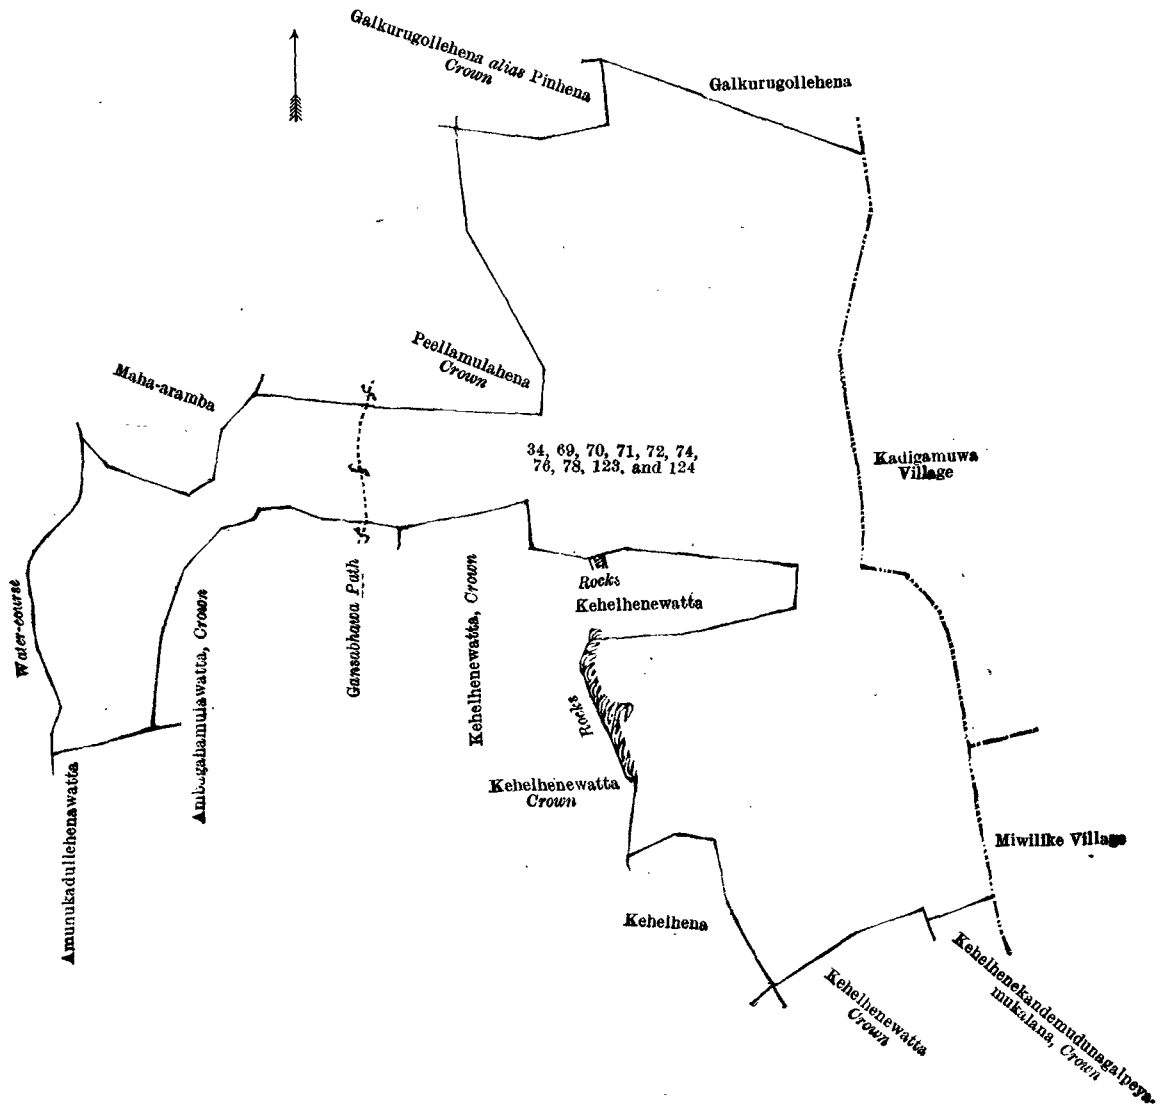 Galkurugollehena alias Pinhena
Crown
Galkurugollehena
Peellamulahena
Crown
Maha-aramba
34, 69, 70, 71, 72, 74,
76, 78, 123, and 124
Kadigamuwa
Village
Water-course
Ambagahamulawatta, Crown
Gansabhawa Path
Kehelhenewatta, Crown
Rocks
Kehelhenewatta
Rocks
Kehelhenewatta
Crown
Amunukadullehenawatta
Miwilike Village
Kehelhena
Kehelhenewatta
Crown
Kehelhenekandemudunagalpeya-
mukalana, Crown